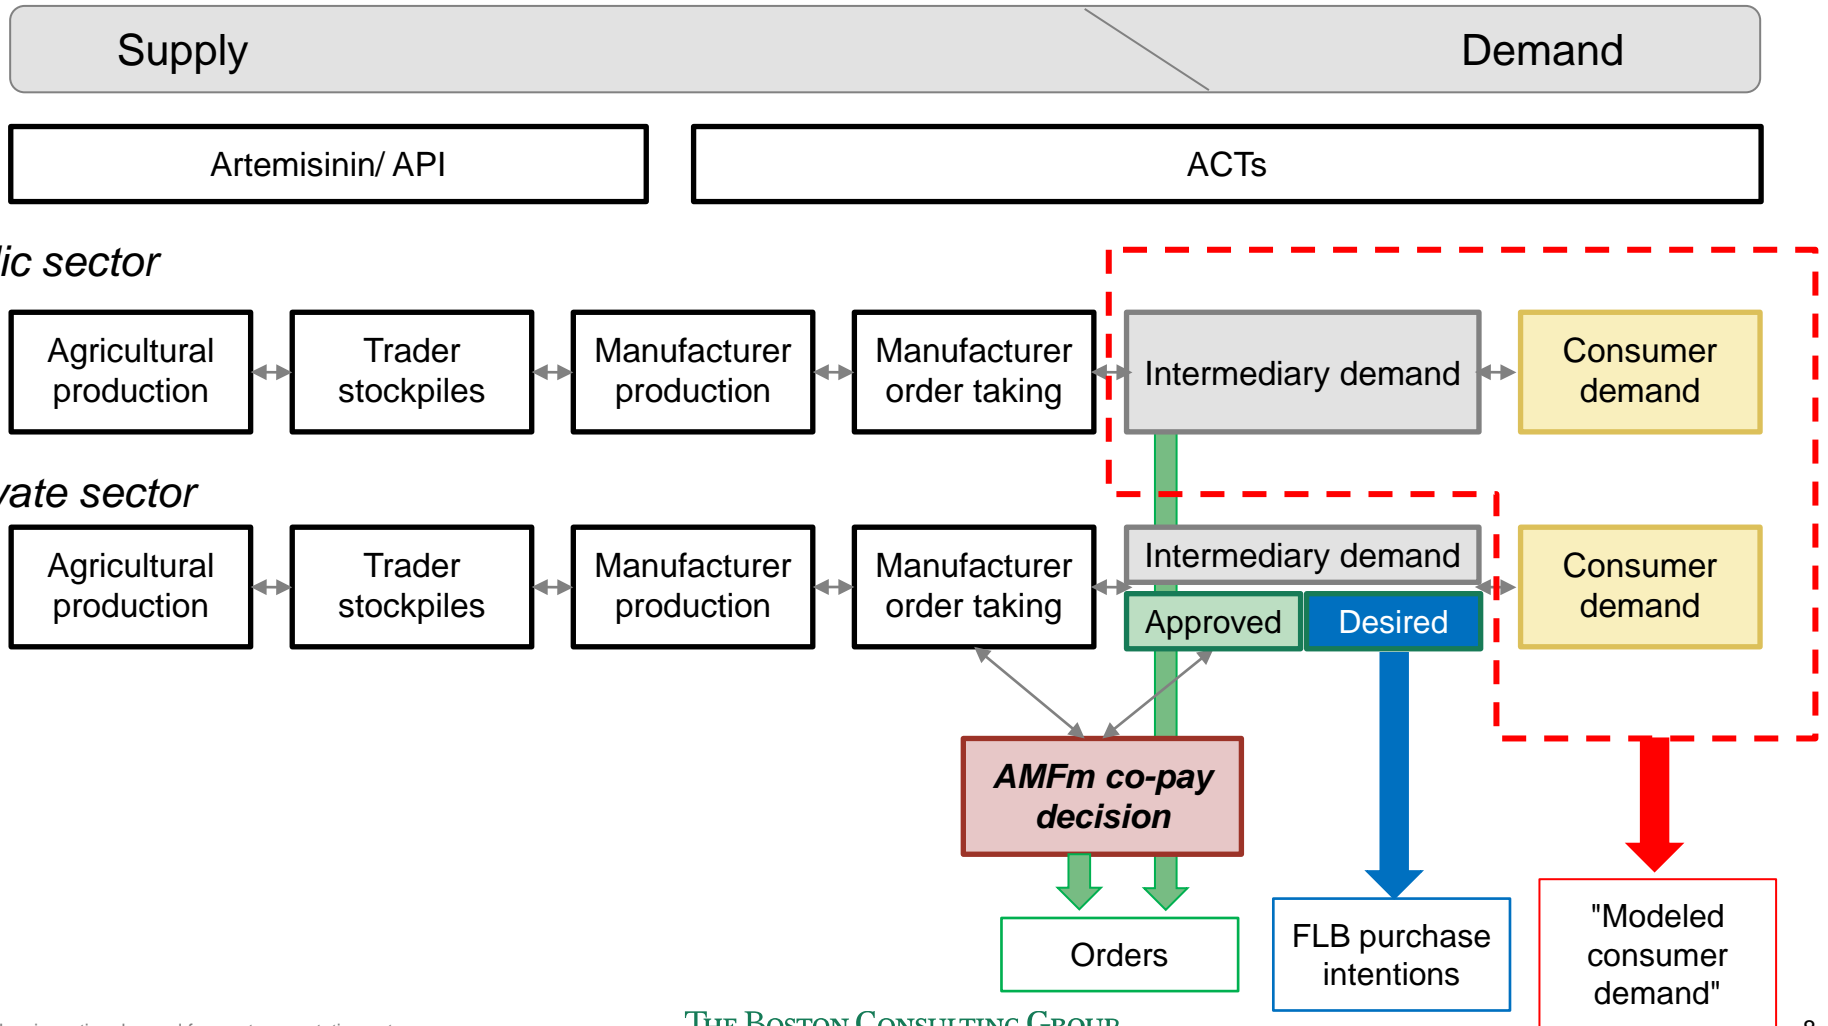 Supply
Demand
Artemisinin/ API
ACTs
lic sector
Agricultural
production
Trader
stockpiles
Manufacturer
production
Manufacturer
order taking
Intermediary demand
Consumer
demand
vate sector
Agricultural
production
Trader
stockpiles
Manufacturer
production
Manufacturer
order taking
Intermediary demand
Approved
Desired
Consumer
demand
AMFm co-pay
decision
Orders
FLB purchase
intentions
"Modeled
consumer
demand"
THE BOSTON CONSULTING GROUP
8